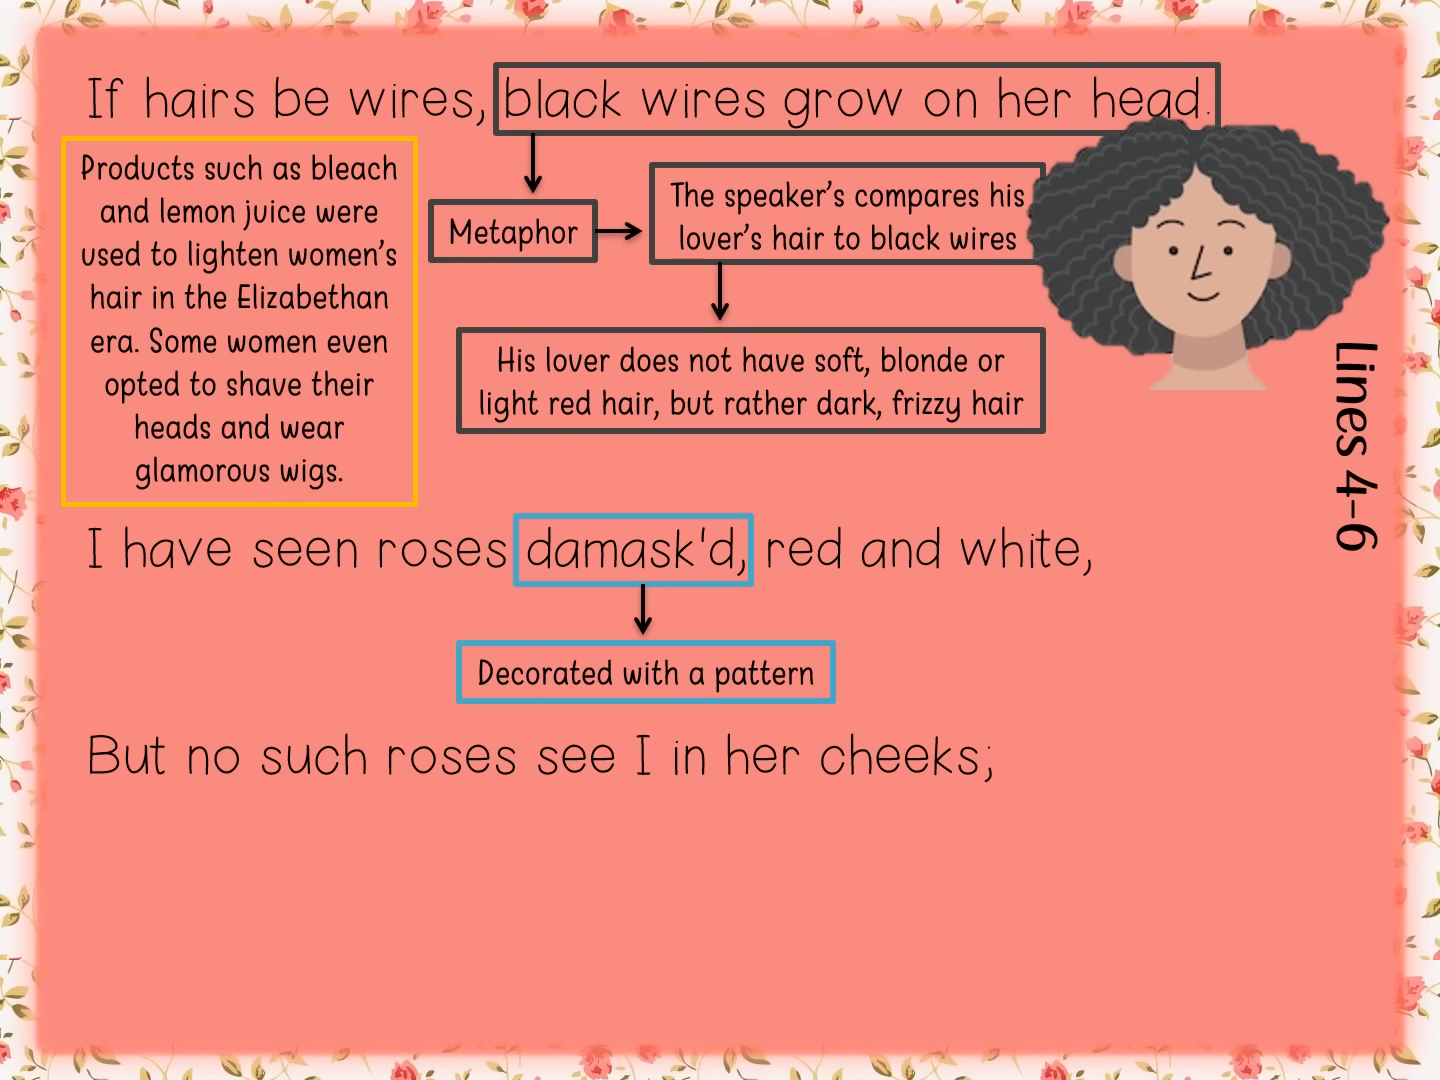 If hairs be wires, black wires grow on her head.
Products such as bleach
and lemon juice were
used to lighten women’s
hair in the Elizabethan
era. Some women even
opted to shave their
heads and wear
glamorous wigs.
Metaphor
The speaker’s compares his
lover’s hair to black wires
His lover does not have soft, blonde or
light red hair, but rather dark, frizzy hair
Lines 4-6
I have seen roses damask'd, red and white,
Decorated with a pattern
But no such roses see I in her cheeks;